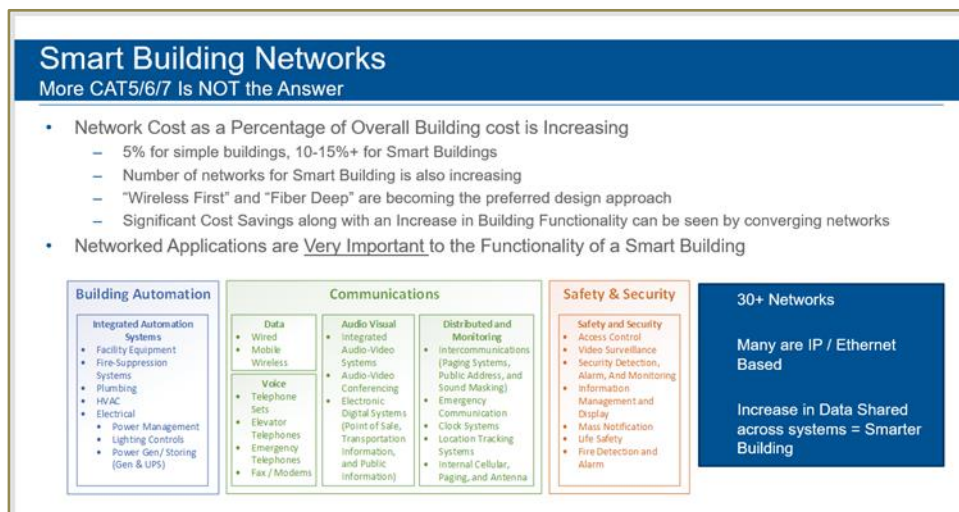 Smart Building Networks
More CAT5/6/7 Is NOT the Answer
• Network Cost as a Percentage of Overall Building cost is Increasing
– 5% for simple buildings, 10-15%+ for Smart Buildings
– Number of networks for Smart Building is also increasing
– “Wireless First” and “Fiber Deep” are becoming the preferred design approach
– Significant Cost Savings along with an Increase in Building Functionality can be seen by converging networks
• Networked Applications are Very Important to the Functionality of a Smart Building
Building Automation
Integrated Automation
Systems
• Facility Equipment
• Fire-Suppression
Systems
• Plumbing
• HVAC
• Electrical
• Power Management
• Lighting Controls
• Power Gen/ Storing
(Gen & UPS)
Communications
Data
• Wired
• Mobile
Wireless
Voice
• Telephone
Sets
• Elevator
Telephones
• Emergency
Telephones
• Fax / Modems
Audio Visual
• Integrated
Audio-Video
Systems
• Audio-Video
Conferencing
• Electronic
Digital Systems
(Point of Sale,
Transportation
Information,
and Public
Information)
Distributed and
Monitoring
• Intercommunications
(Paging Systems,
Public Address, and
Sound Masking)
• Emergency
Communication
• Clock Systems
• Location Tracking
Systems
• Internal Cellular,
Paging, and Antenna
Safety & Security
Safety and Security
• Access Control
• Video Surveillance
• Security Detection,
Alarm, And Monitoring
• Information
Management and
Display
• Mass Notification
• Life Safety
• Fire Detection and
Alarm
30+ Networks
Many are IP / Ethernet
Based
Increase in Data Shared
across systems = Smarter
Building